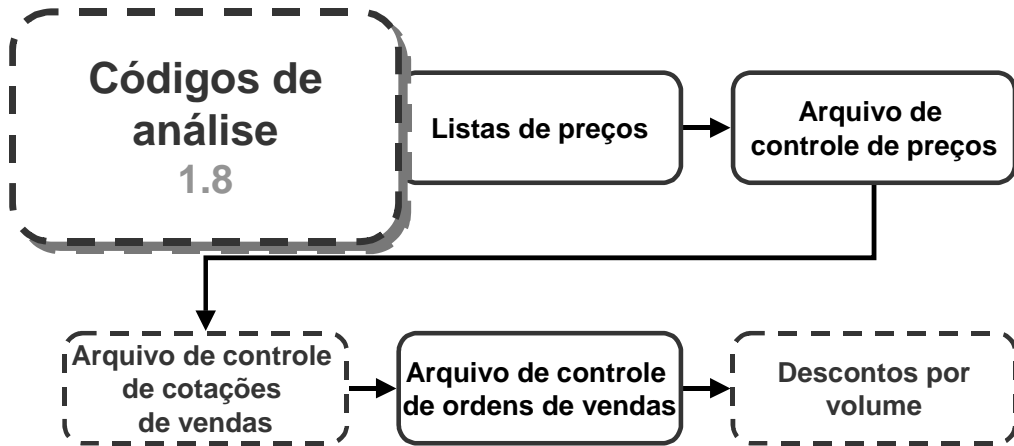 Códigos de
análise
1.8
Listas de preços
Arquivo de
controle de preços
Arquivo de controle
de cotações
de vendas
Arquivo de controle
de ordens de vendas
Descontos por
volume